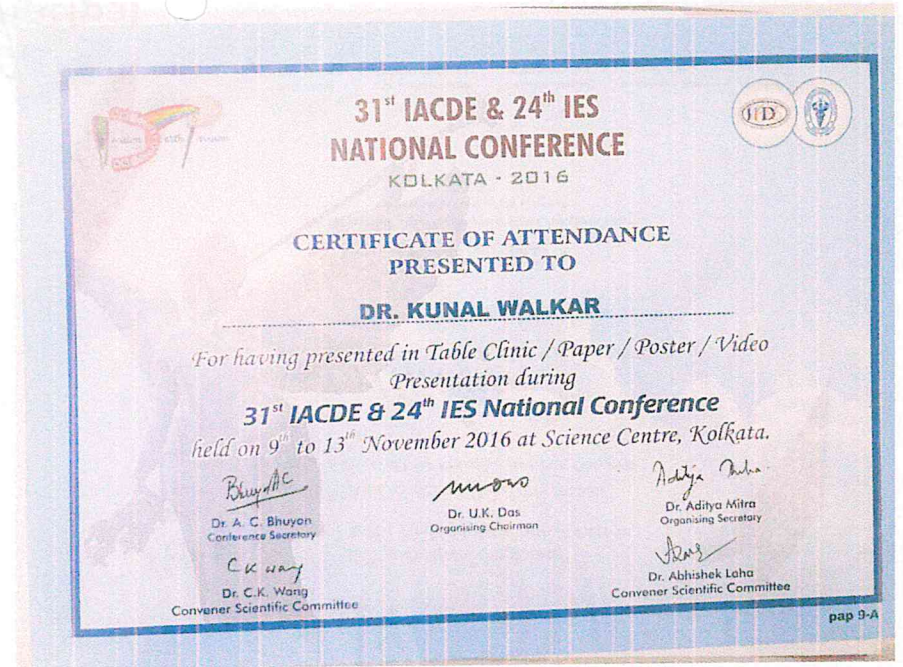 31st IACDE & 24th IES
NATIONAL CONFERENCE
KOLKATA - 2016
CERTIFICATE OF ATTENDANCE
PRESENTED TO
DR. KUNAL WALKAR
For having presented in Table Clinic / Paper / Poster / Video
Presentation during
31st IACDE & 24th IES National Conference
held on 9th to 13th November 2016 at Science Centre, Kolkata.
Dr. A. C. Bhuyan
Conference Secretary
Dr. U.K. Das
Organising Chairman
Aditya Mitra
Dr. Aditya Mitra
Organising Secretary
C K Wang
Dr. C.K. Wang
Convener Scientific Committee
Dr. Abhishek Laha
Convener Scientific Committee
pap 9-A